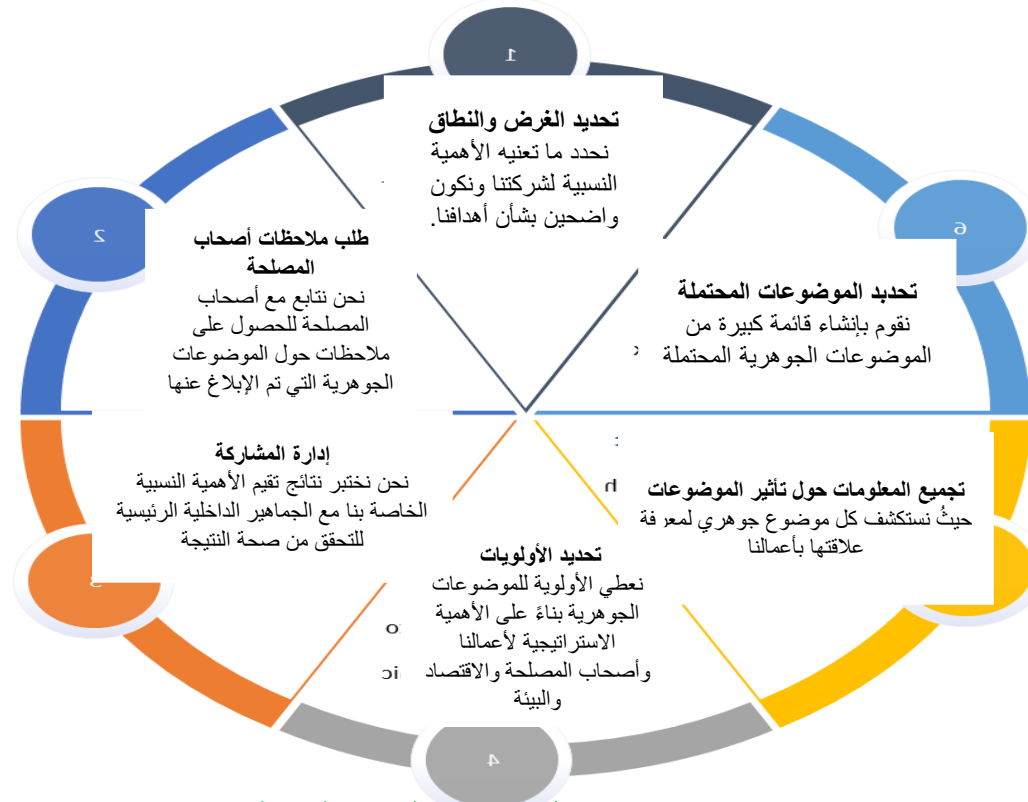 1
تحديد الغرض والنطاق
نحدد ما تعنيه الأهمية
النسبية لشركتنا ونكون
واضحين بشأن أهدافنا.
6
تحدبد الموضوعات المحتملة
نقوم بإنشاء قائمة كبيرة من
الموضوعات الجوهرية المحتملة
تجميع المعلومات حول تأثير الموضوعات
حيثُ نستكشف كل موضوع جوهري لمعرفة
علاقتها بأعمالنا
تحديد الأولويات
نعطي الأولوية للموضوعات
الجوهرية بناءً على الأهمية
الاستراتيجية لأعمالنا
وأصحاب المصلحة والاقتصاد
والبيئة
4
إدارة المشاركة
نحن نختبر نتائج تقيم الأهمية النسبية
الخاصة بنا مع الجماهير الداخلية الرئيسية
للتحقق من صحة النتيجة
2
طلب ملاحظات أصحاب
المصلحة
نحن نتابع مع أصحاب
المصلحة للحصول على
ملاحظات حول الموضوعات
الجوهرية التي تم الإبلاغ عنها